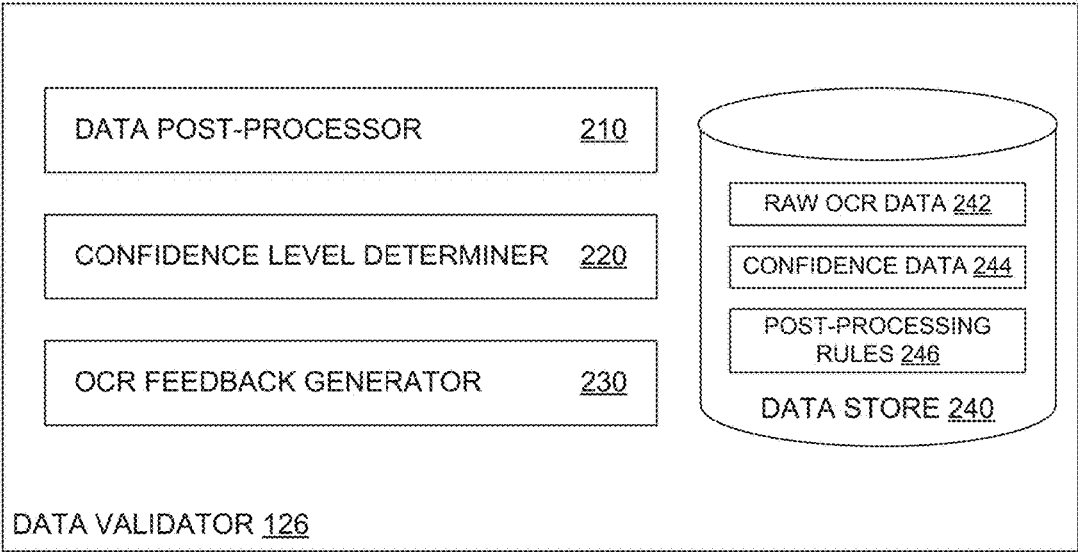 DATA POST-PROCESSOR 210
CONFIDENCE LEVEL DETERMINER 220
OCR FEEDBACK GENERATOR 230
RAW OCR DATA 242
CONFIDENCE DATA 244
POST-PROCESSING
RULES 246
DATA STORE 240
DATA VALIDATOR 126